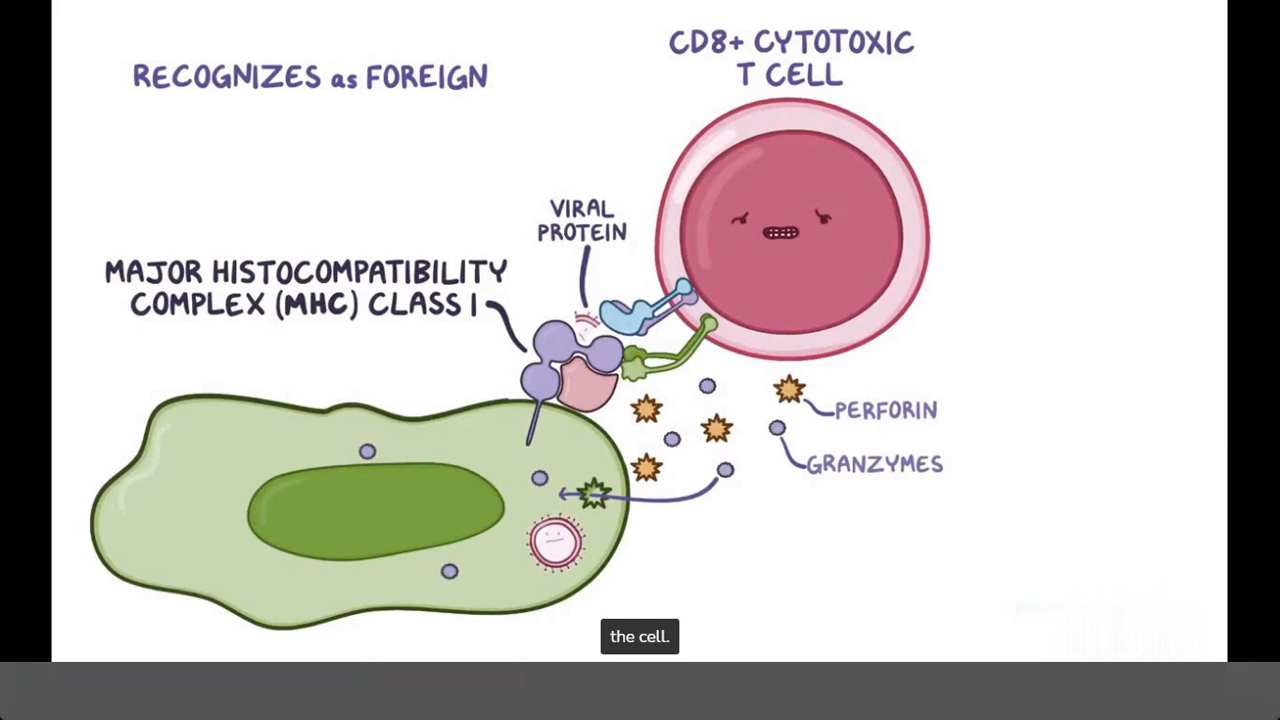 CD8+ CYTOTOXIC
T CELL
RECOGNIZES as FOREIGN
VIRAL
PROTEIN
MAJOR HISTOCOMPATIBILITY
COMPLEX (MHC) CLASS I
PERFORIN
GRANZYMES
the cell.